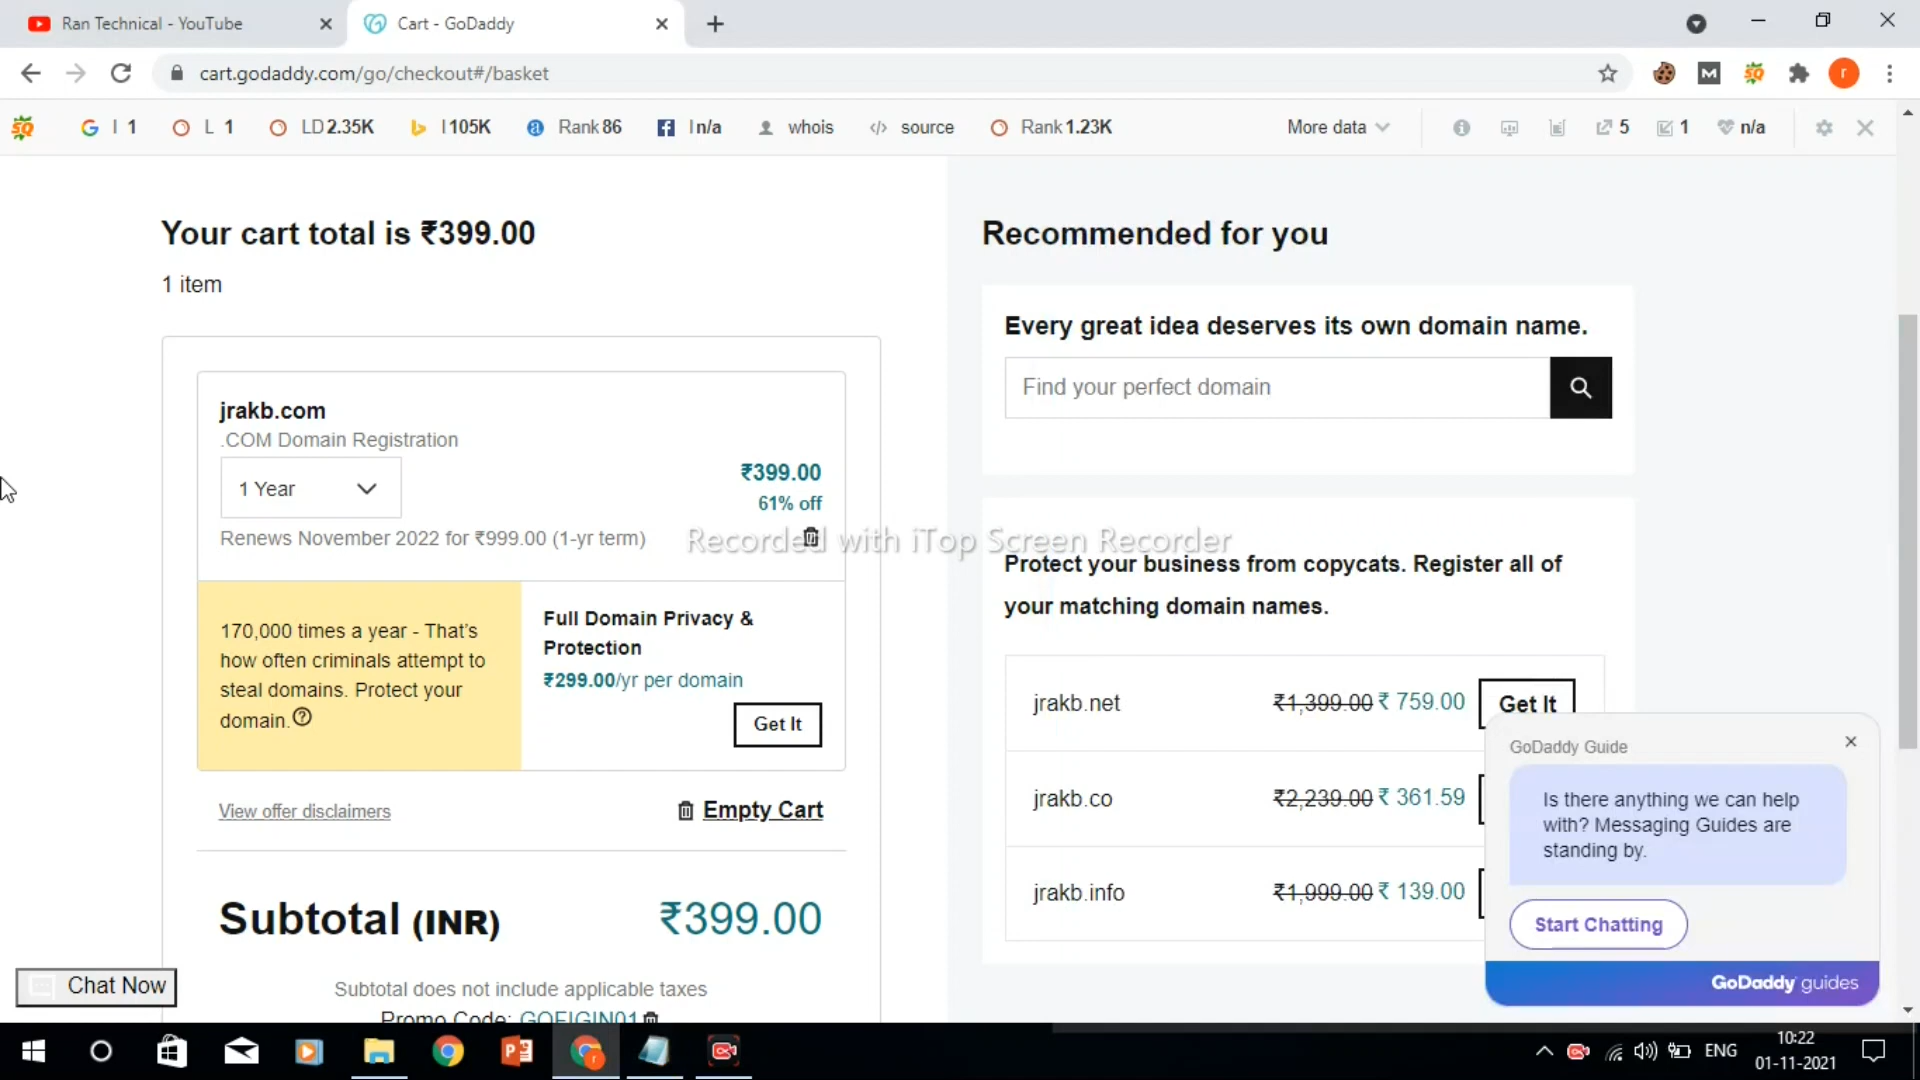 Ran Technical - YouTube
Cart - GoDaddy
cart.godaddy.com/go/checkout#/basket
I 1
L 1
LD 2.35K
I 105K
Rank 86
I n/a
whois
source
Rank 1.23K
More data
5
1
n/a
Your cart total is ₹399.00
1 item
jrakb.com
.COM Domain Registration
1 Year
₹399.00
61% off
Renews November 2022 for ₹999.00 (1-yr term)
170,000 times a year - That's
how often criminals attempt to
steal domains. Protect your
domain.
Full Domain Privacy &
Protection
₹299.00/yr per domain
Get It
View offer disclaimers
Empty Cart
Subtotal (INR)
₹399.00
Subtotal does not include applicable taxes
Promo Code: GOFIGIN01
Chat Now
Recorded with iTop Screen Recorder
Recommended for you
Every great idea deserves its own domain name.
Find your perfect domain
Protect your business from copycats. Register all of
your matching domain names.
jrakb.net ₹1,399.00 ₹ 759.00 Get It
jrakb.co ₹2,239.00 ₹ 361.59
jrakb.info ₹1,999.00 ₹ 139.00
GoDaddy Guide
Is there anything we can help
with? Messaging Guides are
standing by.
Start Chatting
GoDaddy guides
ENG
10:22
01-11-2021